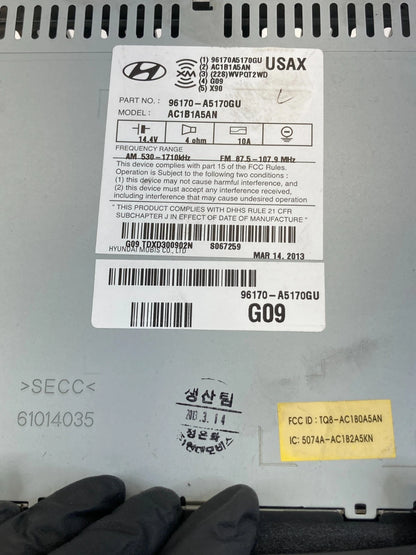 (1) 96170A5170GU USAX
XM (2) AC1B1A5AN
(3) (228)WVPQT2WD
(4) G09
(5) X90
PART NO. : 96170-A5170GU
MODEL : AC1B1A5AN
14.4V 4 ohm 10A
FREQUENCY RANGE
AM 530-1710kHz FM 87.5-107.9 MHz
This device complies with part 15 of the FCC Rules.
Operation is Subject to the following two conditions :
(1) this device may not cause harmful interference, and
(2) this device must accept any interference received,
including interference that may cause undesired
operation.
"THIS PRODUCT COMPLIES WITH DHHS RULE 21 CFR
SUBCHAPTER J IN EFFECT OF DATE OF MANUFACTURE"
G09 TDXD300902N 8067259
HYUNDAI MOBIS CO., LTD MAR 14. 2013
96170-A5170GU
G09
>SECC<
61014035
생산팀
2013.3.14
FCC ID : TQ8-AC1B0A5AN
IC: 5074A-AC1B2A5KN